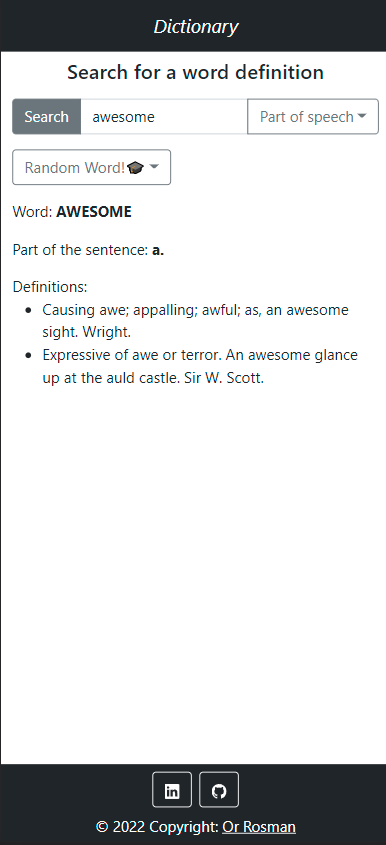 Dictionary
Search for a word definition
Search awesome Part of speech
Random Word!🎓
Word: AWESOME
Part of the sentence: a.
Definitions:
• Causing awe; appalling; awful; as, an awesome
sight. Wright.
• Expressive of awe or terror. An awesome glance
up at the auld castle. Sir W. Scott.
in
© 2022 Copyright: Or Rosman